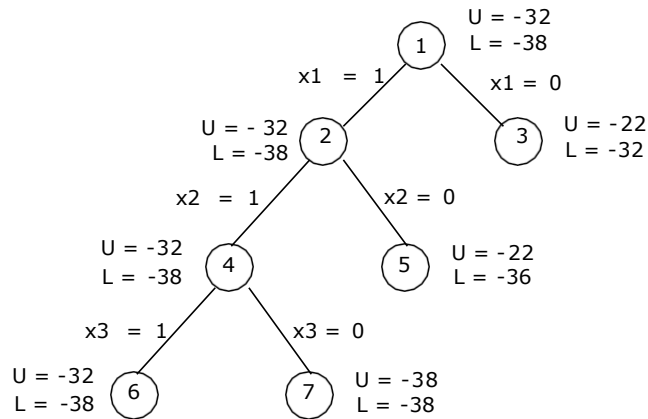 U = -32
L = -38
1
x1 = 1
x1 = 0
U = - 32
L = -38
2
3
U = -22
L = -32
x2 = 1
x2 = 0
U = -32
L = -38
4
5
U = -22
L = -36
x3 = 1
x3 = 0
U = -32
L = -38
6
7
U = -38
L = -38